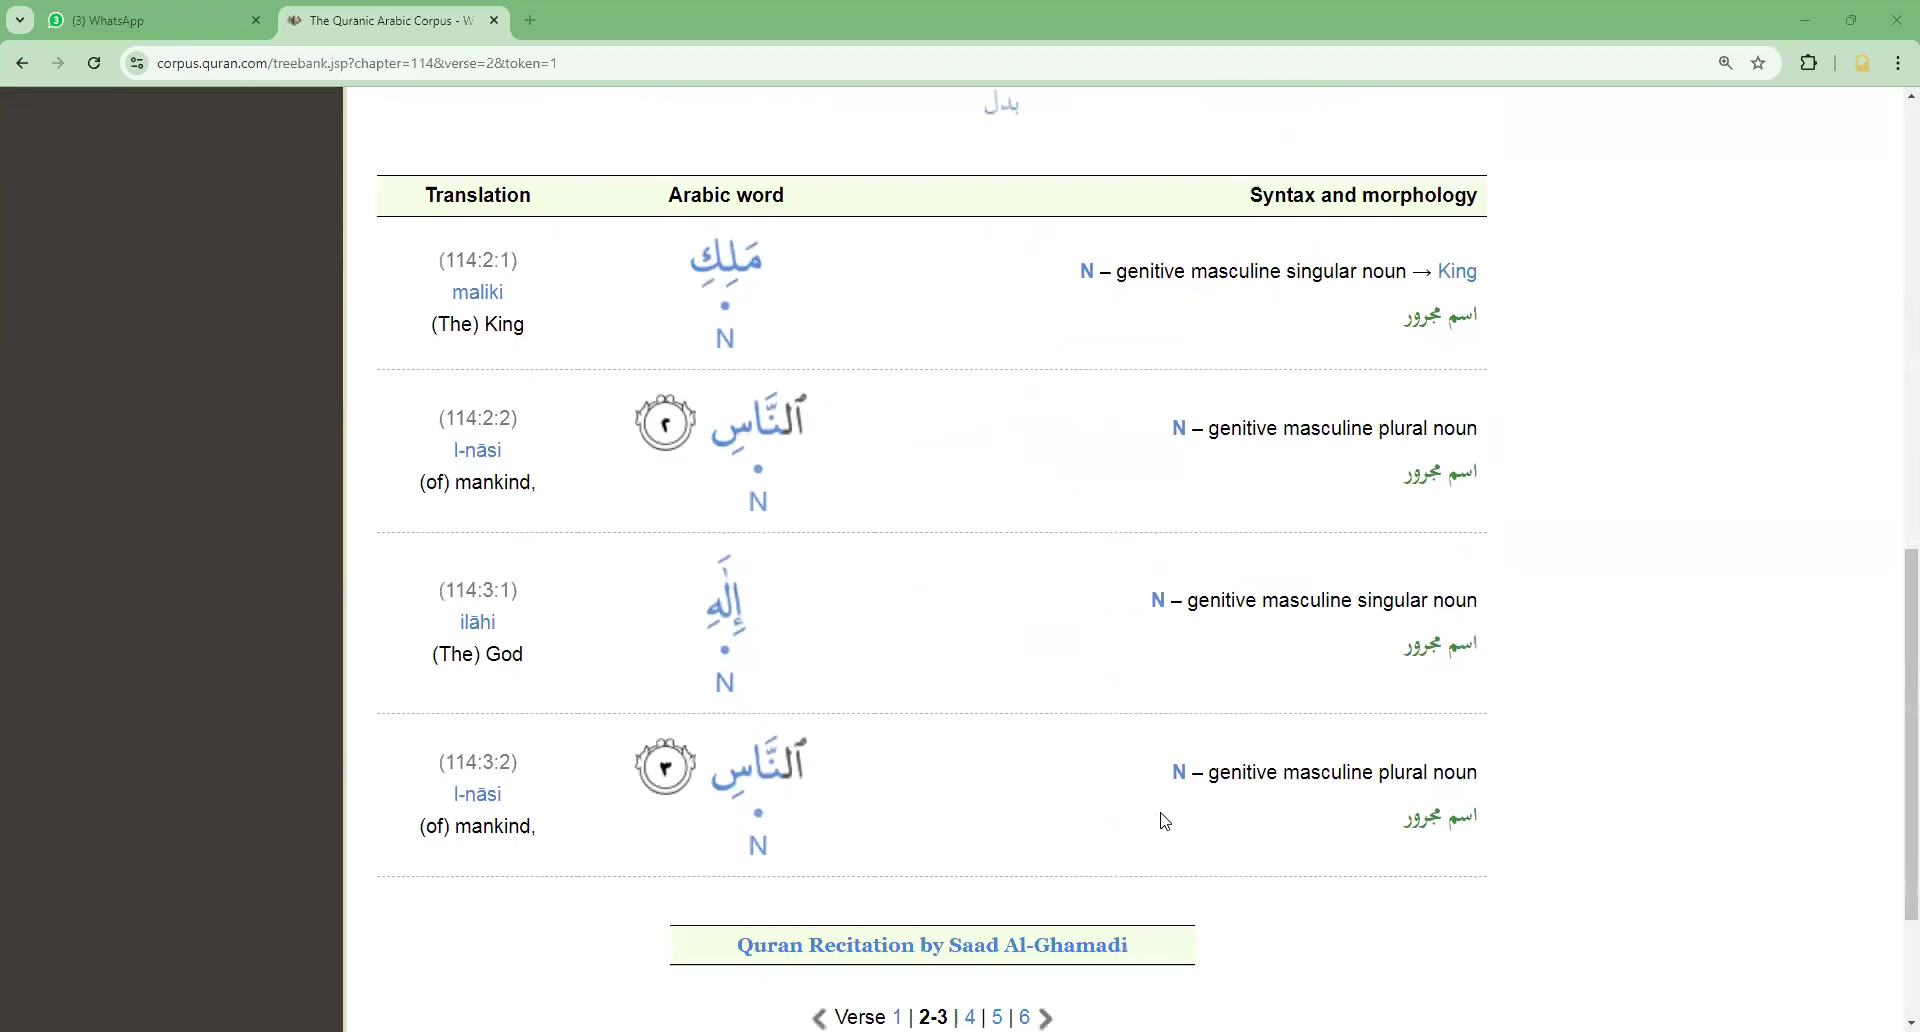 (3) WhatsApp
The Quranic Arabic Corpus - W
corpus.quran.com/treebank.jsp?chapter=114&verse=2&token=1
بدل
Translation Arabic word Syntax and morphology
(114:2:1)
maliki
(The) King
مَلِكِ
N
N – genitive masculine singular noun → King
اسم مجرور
(114:2:2)
l-nāsi
(of) mankind,
ٱلنَّاسِ ٢
N
N – genitive masculine plural noun
اسم مجرور
(114:3:1)
ilāhi
(The) God
إِلَٰهِ
N
N – genitive masculine singular noun
اسم مجرور
(114:3:2)
l-nāsi
(of) mankind,
ٱلنَّاسِ ٣
N
N – genitive masculine plural noun
اسم مجرور
Quran Recitation by Saad Al-Ghamadi
Verse 1 | 2-3 | 4 | 5 | 6